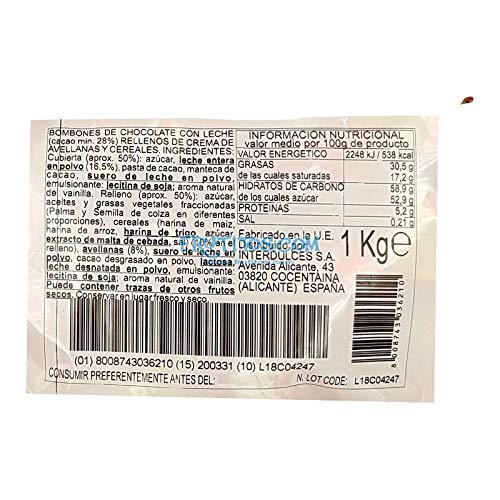 BOMBONES DE CHOCOLATE CON LECHE
(cacao min. 28%) RELLENOS DE CREMA DE
AVELLANAS Y CEREALES. INGREDIENTES:
Cubierta (aprox. 50%): azúcar, leche entera
en polvo (16,5%), pasta de cacao, manteca de
cacao, suero de leche en polvo,
emulsionante: lecitina de soja; aroma natural
de vainilla. Relleno (aprox. 50%): azúcar,
aceites y grasas vegetales fraccionadas
(Palma y Semilla de colza en diferentes
proporciones), cereales (harina de maiz,
harina de arroz, harina de trigo, azúcar,
extracto de malta de cebada, sal
relleno), avellanas (8%), suero de leche en
polvo, cacao desgrasado en polvo, lactosa,
leche desnatada en polvo, emulsionante:
lecitina de soja; aroma natural de vainilla.
Puede contener trazas de otros frutos
secos. Conservar en lugar fresco y seco.
INFORMACION NUTRICIONAL
valor medio por 100g de producto
VALOR ENERGETICO 2248 kJ / 538 kcal
GRASAS 30,5 g
de las cuales saturadas 17,2 g
HIDRATOS DE CARBONO 58,9 g
de los cuales azúcar 52,9 g
PROTEÍNAS 5,2 g
SAL 0,21 g
Fabricado en la U.E.
INTERDULCES S.A.
Avenida Alicante, 43
03820 COCENTAINA
(ALICANTE) ESPAÑA
1 Kg e
8008743036210
(01) 8008743036210 (15) 200331 (10) L18C04247
CONSUMIR PREFERENTEMENTE ANTES DEL:
N. LOT CODE: L18C04247